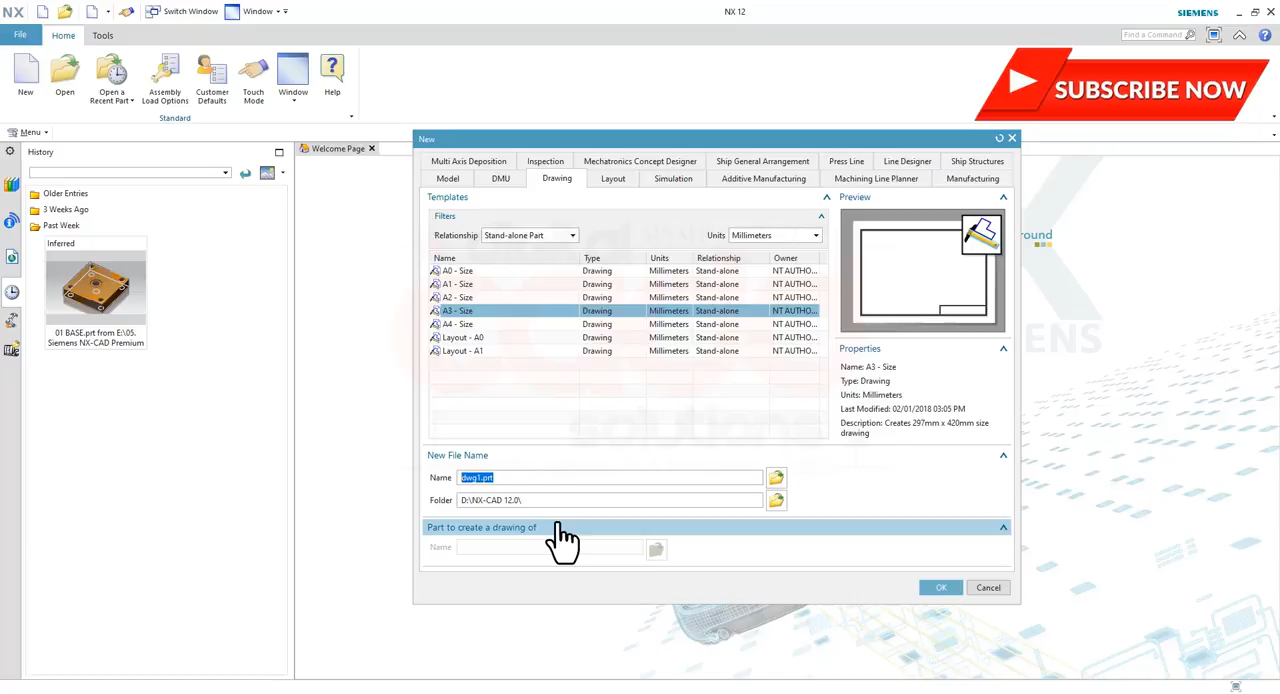 NX
Switch Window
Window
NX 12
SIEMENS
File
Home
Tools
Find a Command
New
Open
Open a Recent Part
Assembly Load Options
Customer Defaults
Touch Mode
Window
Help
Standard
SUBSCRIBE NOW
Menu
History
Welcome Page
Older Entries
3 Weeks Ago
Past Week
Inferred
01 BASE.prt from E:\05.
Siemens NX-CAD Premium
New
Multi Axis Deposition
Inspection
Mechatronics Concept Designer
Ship General Arrangement
Press Line
Line Designer
Ship Structures
Model
DMU
Drawing
Layout
Simulation
Additive Manufacturing
Machining Line Planner
Manufacturing
Templates
Filters
Relationship Stand-alone Part
Units Millimeters
Name Type Units Relationship Owner
A0 - Size Drawing Millimeters Stand-alone NT AUTHO...
A1 - Size Drawing Millimeters Stand-alone NT AUTHO...
A2 - Size Drawing Millimeters Stand-alone NT AUTHO...
A3 - Size Drawing Millimeters Stand-alone NT AUTHO...
A4 - Size Drawing Millimeters Stand-alone NT AUTHO...
Layout - A0 Drawing Millimeters Stand-alone NT AUTHO...
Layout - A1 Drawing Millimeters Stand-alone NT AUTHO...
Preview
Properties
Name: A3 - Size
Type: Drawing
Units: Millimeters
Last Modified: 02/01/2018 03:05 PM
Description: Creates 297mm x 420mm size
drawing
New File Name
Name dwg1.prt
Folder D:\NX-CAD 12.0\
Part to create a drawing of
Name
OK
Cancel
round
EMENS
solutions